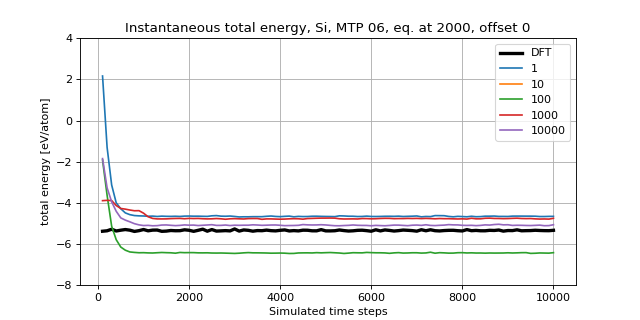 Instantaneous total energy, Si, MTP 06, eq. at 2000, offset 0
total energy [eV/atom]
4
2
0
−2
−4
−6
−8
DFT
1
10
100
1000
10000
0 2000 4000 6000 8000 10000
Simulated time steps